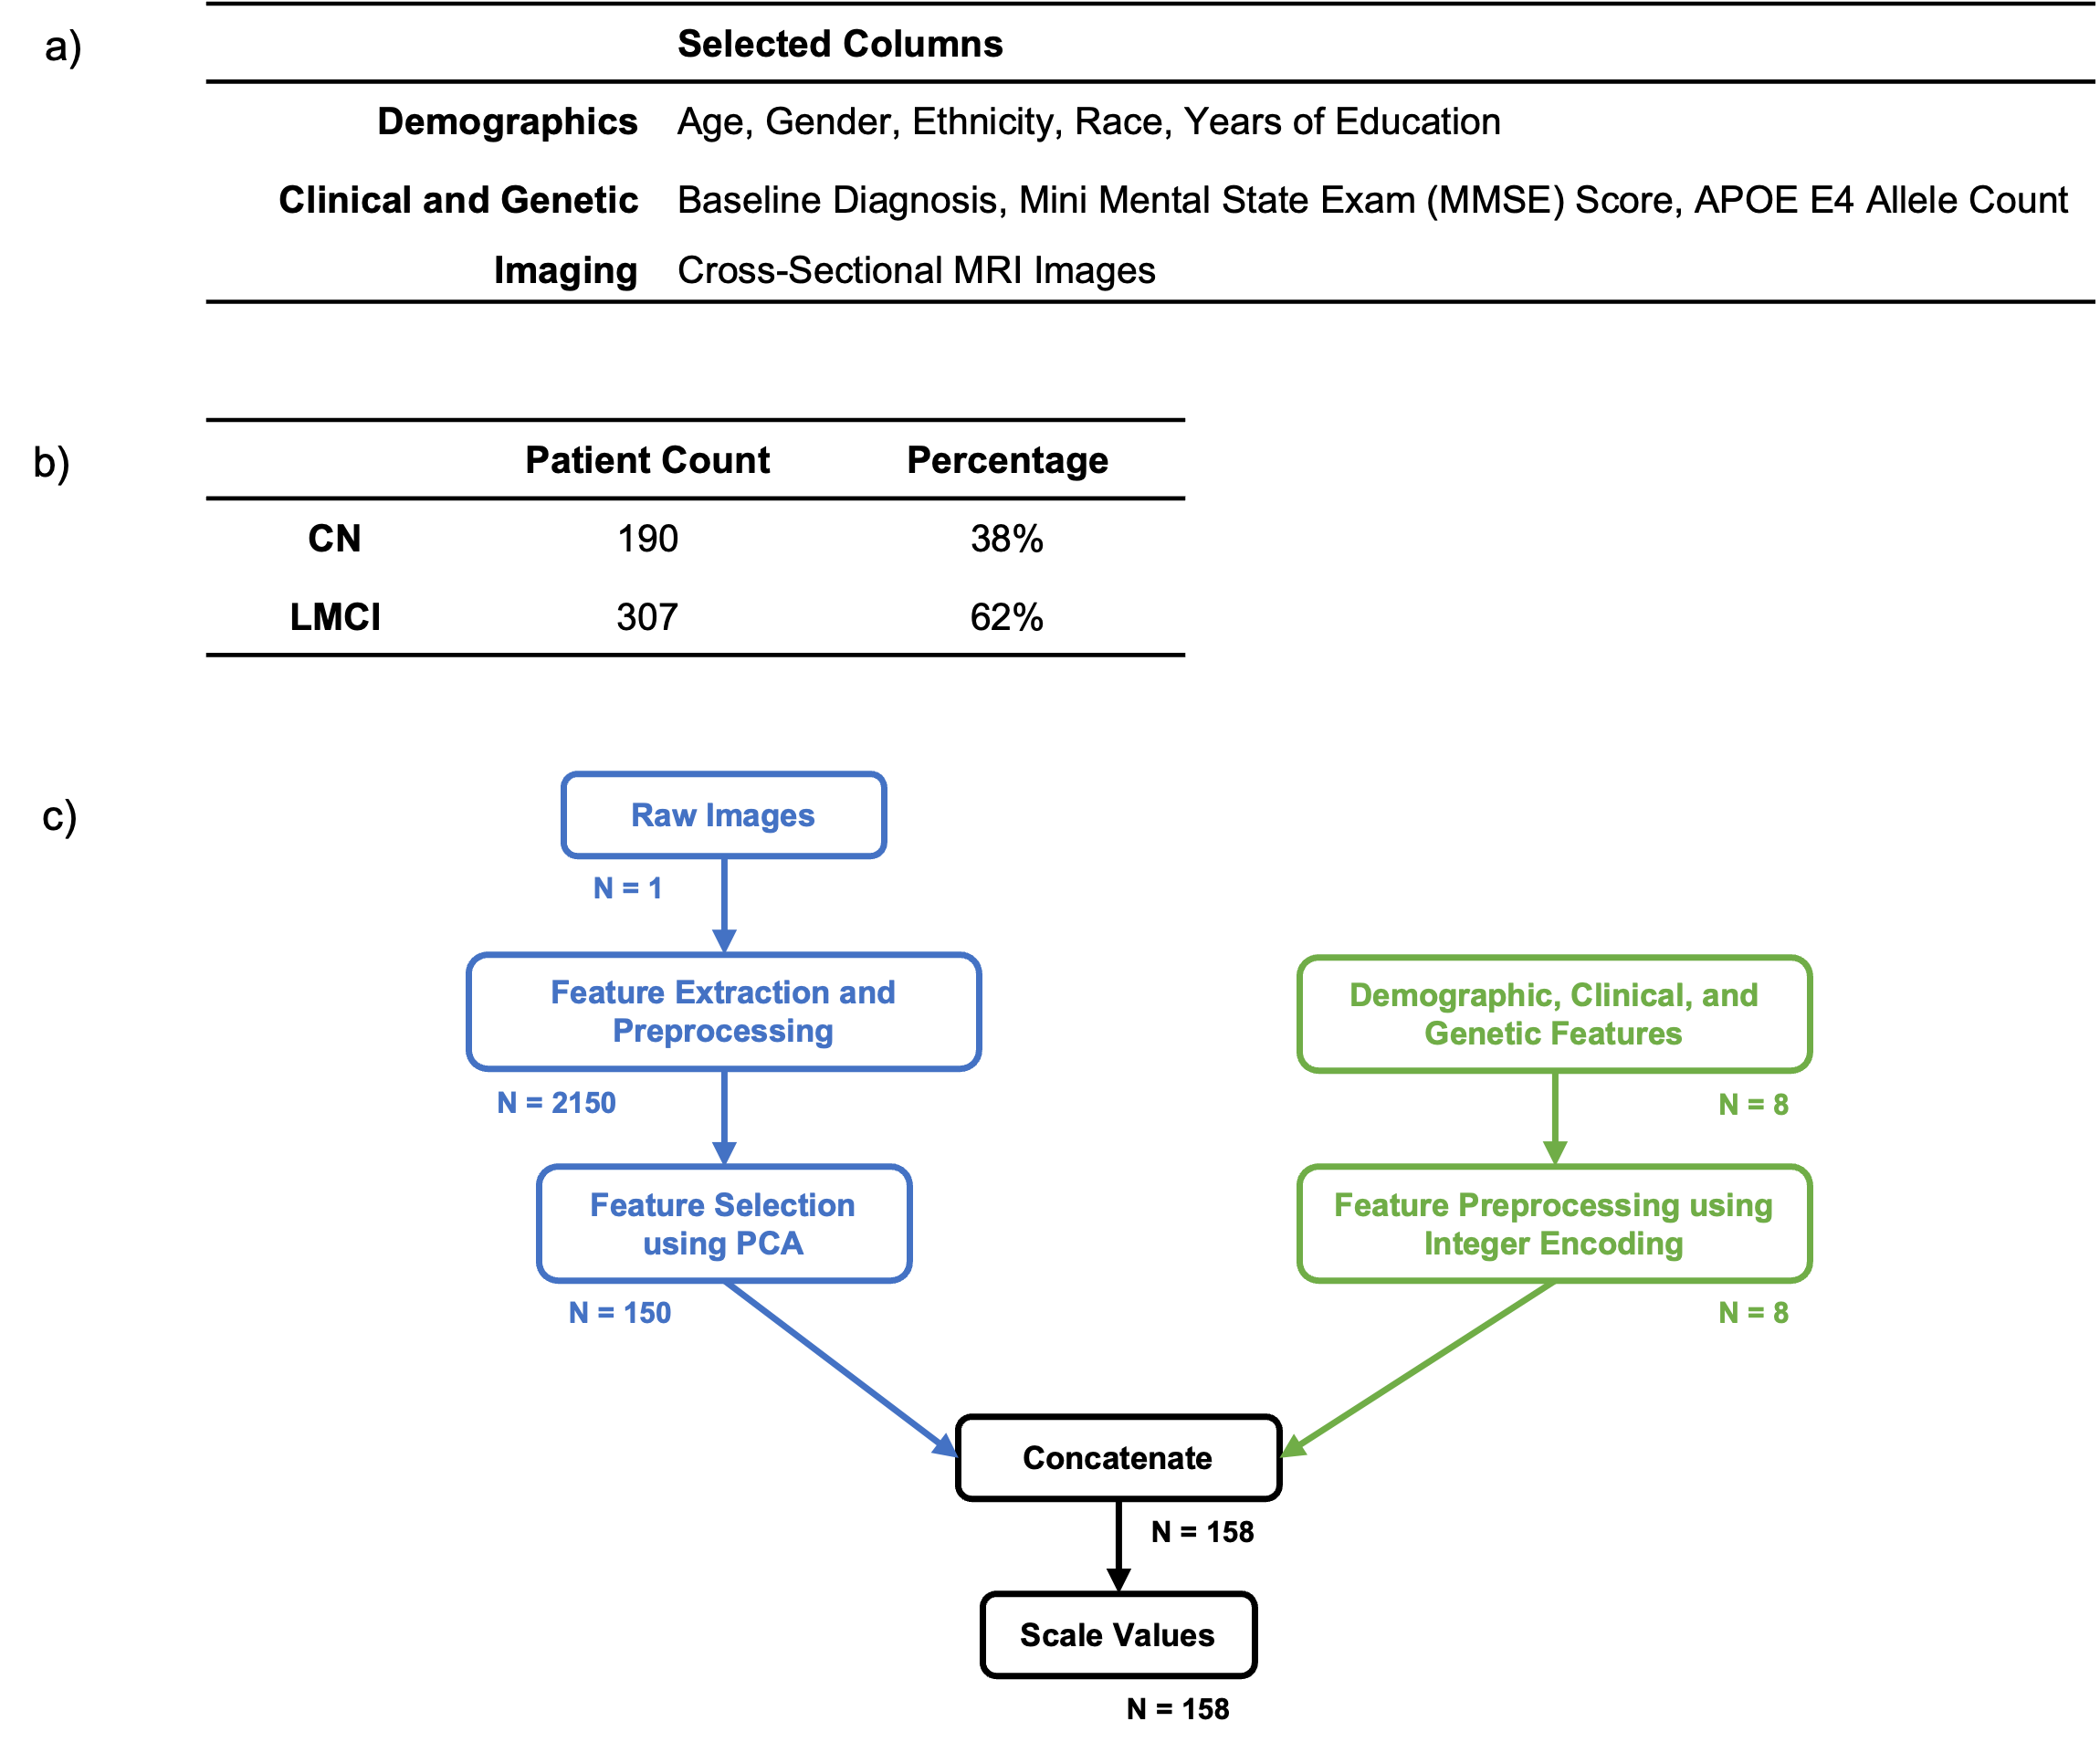 a)
Selected Columns
Demographics Age, Gender, Ethnicity, Race, Years of Education
Clinical and Genetic Baseline Diagnosis, Mini Mental State Exam (MMSE) Score, APOE E4 Allele Count
Imaging Cross-Sectional MRI Images
b)
Patient Count Percentage
CN 190 38%
LMCI 307 62%
c)
Raw Images
N = 1
Feature Extraction and
Preprocessing
N = 2150
Feature Selection
using PCA
N = 150
Demographic, Clinical, and
Genetic Features
N = 8
Feature Preprocessing using
Integer Encoding
N = 8
Concatenate
N = 158
Scale Values
N = 158